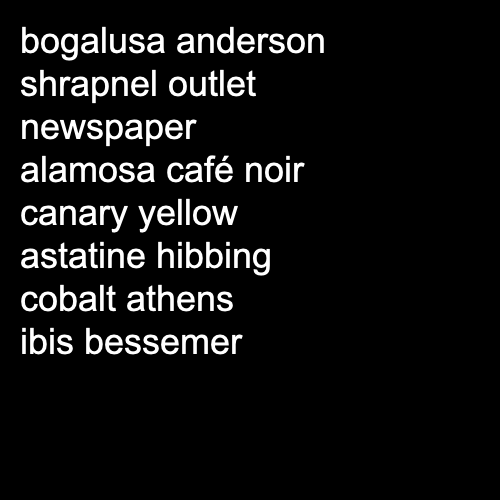 bogalusa anderson
shrapnel outlet
newspaper
alamosa café noir
canary yellow
astatine hibbing
cobalt athens
ibis bessemer